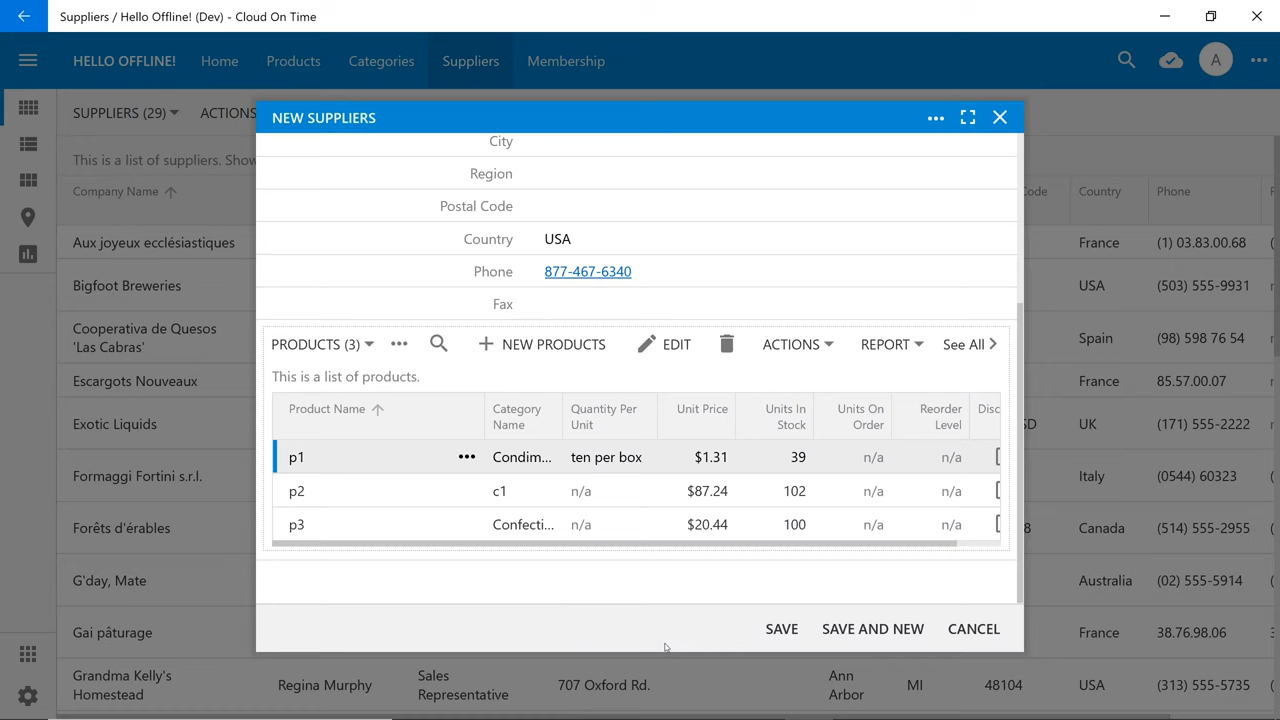 Suppliers / Hello Offline! (Dev) - Cloud On Time
HELLO OFFLINE! Home Products Categories Suppliers Membership A
SUPPLIERS (29) ACTIONS
This is a list of suppliers. Show
Company Name Code Country Phone
Aux joyeux ecclésiastiques France (1) 03.83.00.68
Bigfoot Breweries USA (503) 555-9931
Cooperativa de Quesos
'Las Cabras' Spain (98) 598 76 54
Escargots Nouveaux France 85.57.00.07
Exotic Liquids UK (171) 555-2222
Formaggi Fortini s.r.l. Italy (0544) 60323
Forêts d'érables Canada (514) 555-2955
G'day, Mate Australia (02) 555-5914
Gai pâturage France 38.76.98.06
Grandma Kelly's
Homestead Regina Murphy Sales
Representative 707 Oxford Rd. Ann
Arbor MI 48104 USA (313) 555-5735
NEW SUPPLIERS
City
Region
Postal Code
Country USA
Phone 877-467-6340
Fax
PRODUCTS (3) NEW PRODUCTS EDIT ACTIONS REPORT See All
This is a list of products.
Product Name Category
Name Quantity Per
Unit Unit Price Units In
Stock Units On
Order Reorder
Level Disc
p1 Condim... ten per box $1.31 39 n/a n/a
p2 c1 n/a $87.24 102 n/a n/a
p3 Confecti... n/a $20.44 100 n/a n/a
SAVE SAVE AND NEW CANCEL